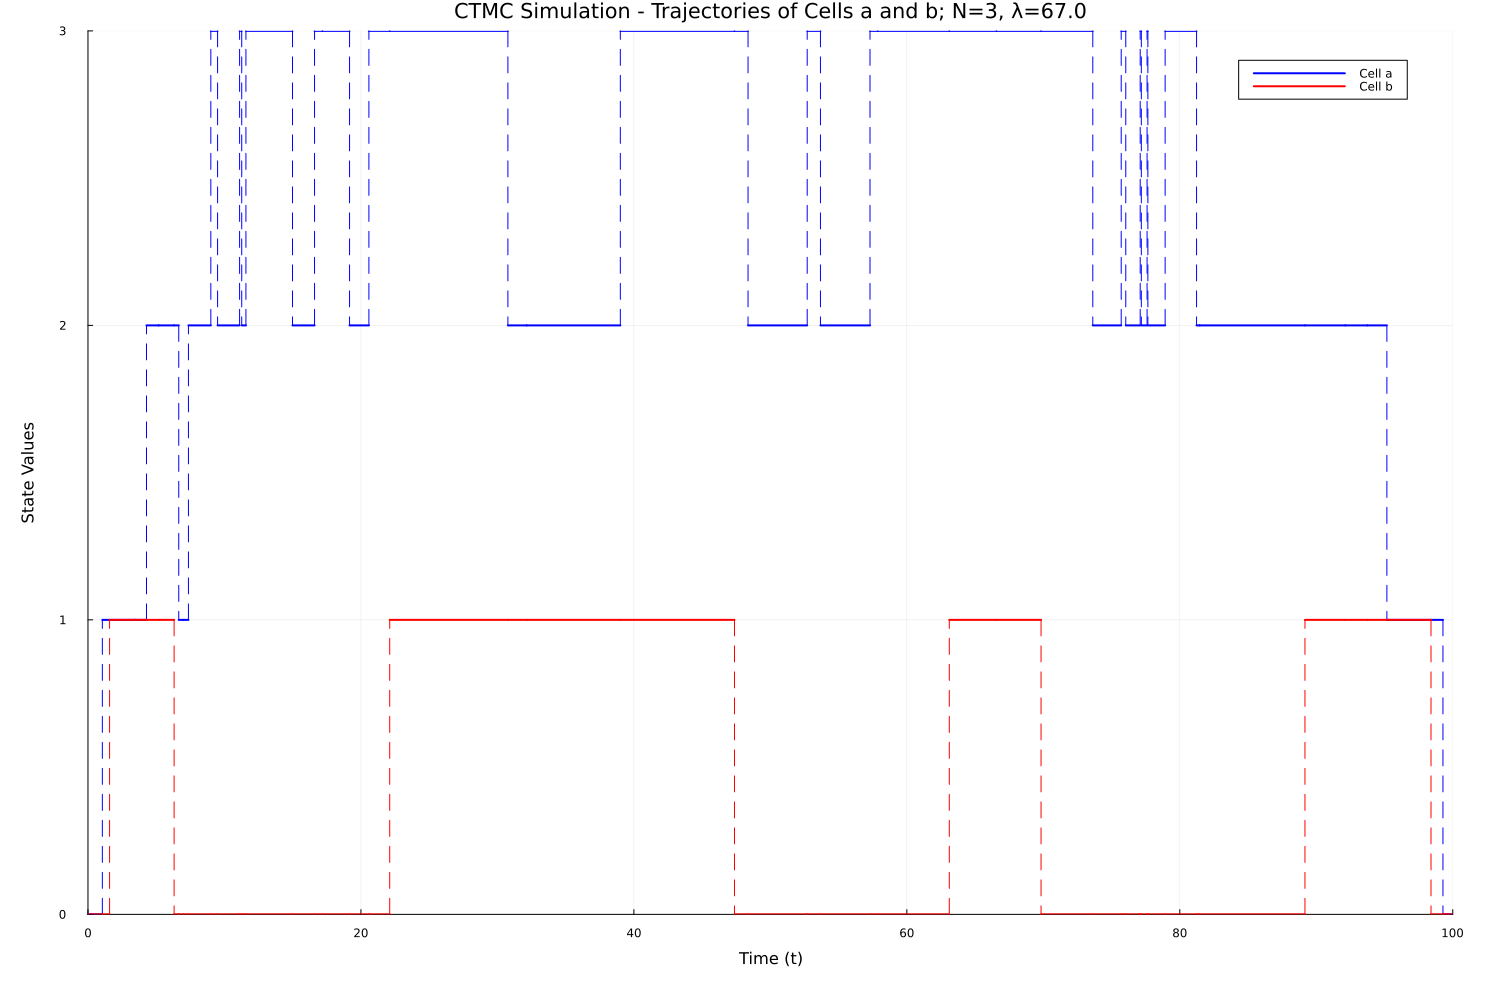 CTMC Simulation - Trajectories of Cells a and b; N=3, λ=67.0
3
Cell a
Cell b
2
State Values
1
0
0 20 40 60 80 100
Time (t)